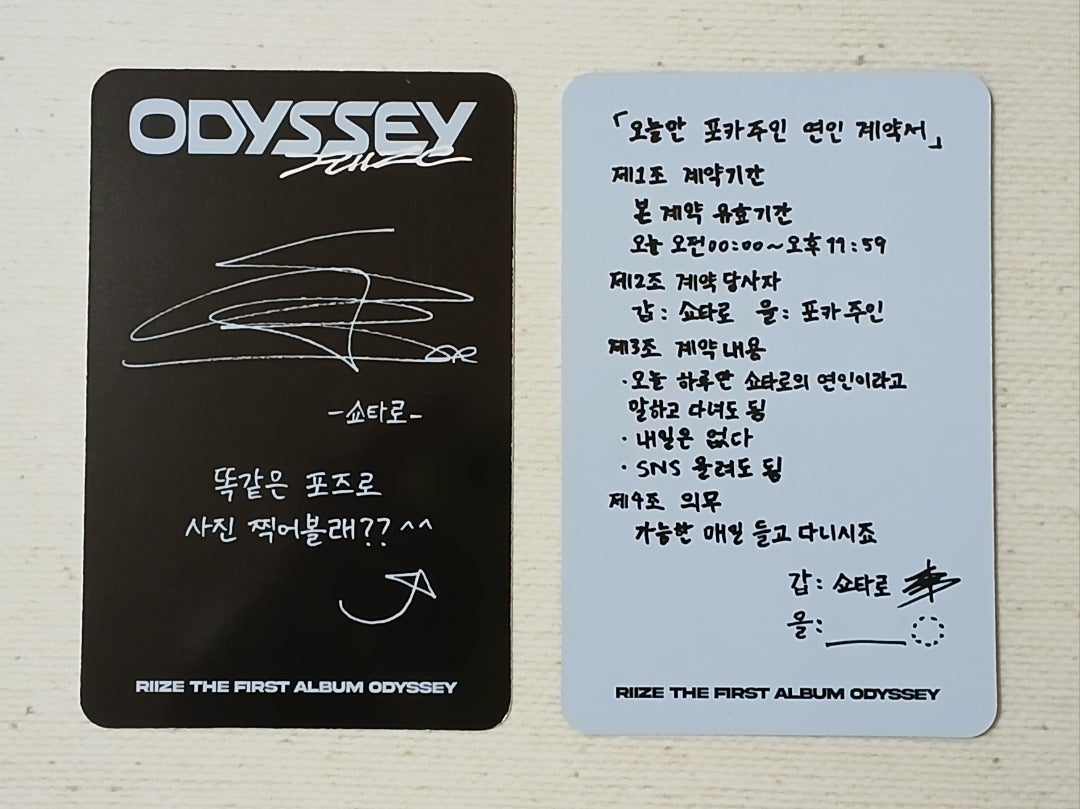 ODYSSEY
RIIZE
-쇼타로-
똑같은 포즈로
사진 찍어볼래?? ^^
RIIZE THE FIRST ALBUM ODYSSEY
「오늘만 포카주인 연인 계약서」
제1조 계약기간
본 계약 유효기간
오늘 오전 00:00~오후 11:59
제2조 계약 당사자
갑: 쇼타로 을: 포카 주인
제3조 계약 내용
·오늘 하루만 쇼타로의 연인이라고
말하고 다녀도 됨
·내일은 없다
·SNS 올려도 됨
제4조 의무
가능한 매일 들고 다니시죠
갑: 쇼타로
을:
RIIZE THE FIRST ALBUM ODYSSEY